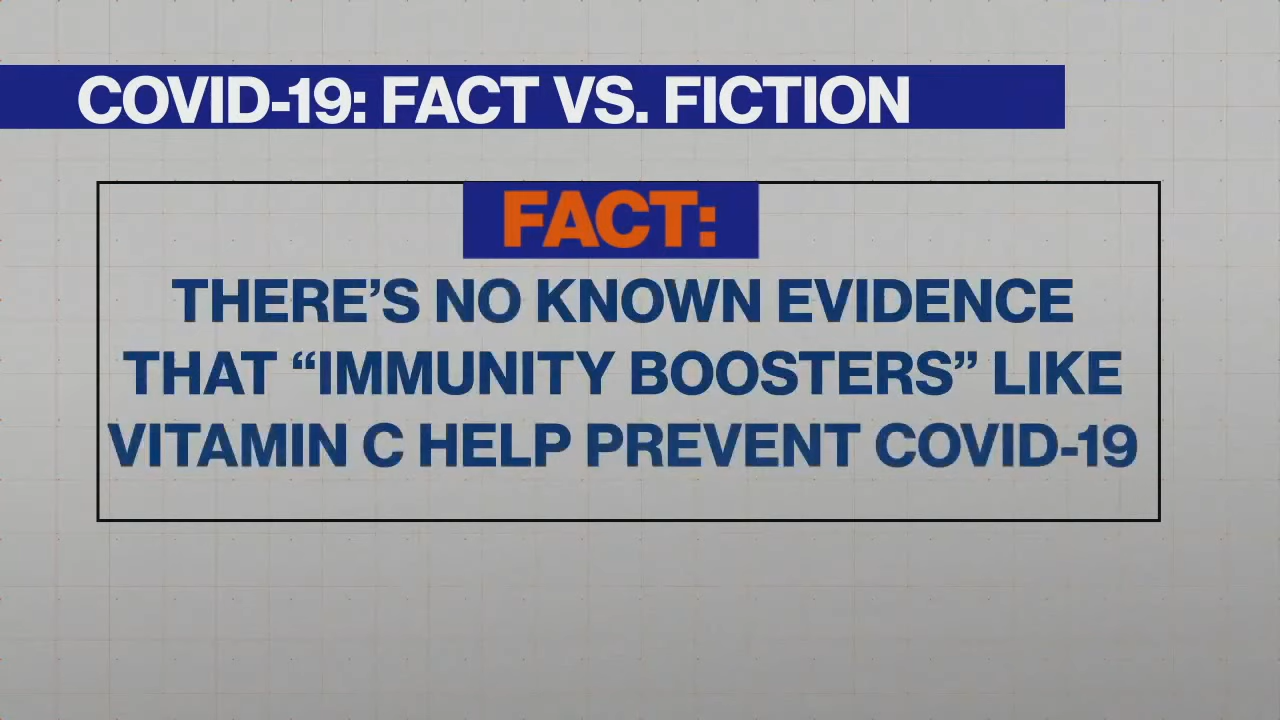 COVID-19: FACT VS. FICTION
FACT:
THERE’S NO KNOWN EVIDENCE
THAT “IMMUNITY BOOSTERS” LIKE
VITAMIN C HELP PREVENT COVID-19